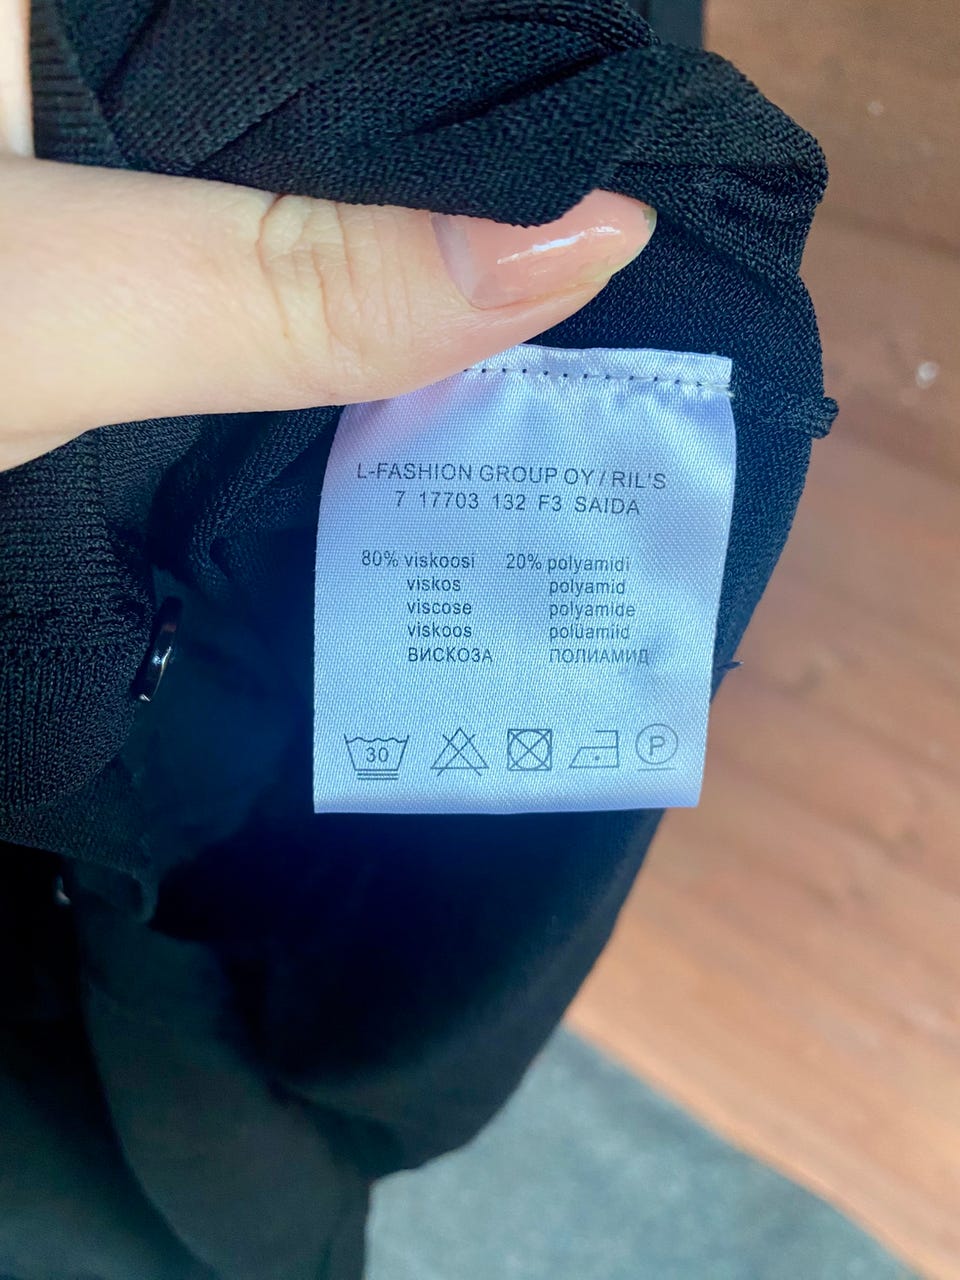 L-FASHION GROUP OY / RIL'S
7 17703 132 F3 SAIDA
80% viskoosi 20% polyamidi
viskos polyamid
viscose polyamide
viskoos polüamiid
ВИСКОЗА ПОЛИАМИД
30 P